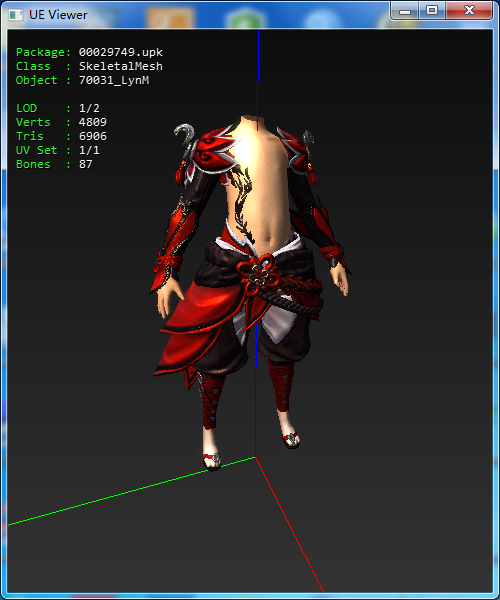 UE Viewer
Package: 00029749.upk
Class : SkeletalMesh
Object : 70031_LynM
LOD : 1/2
Verts : 4809
Tris : 6906
UV Set : 1/1
Bones : 87